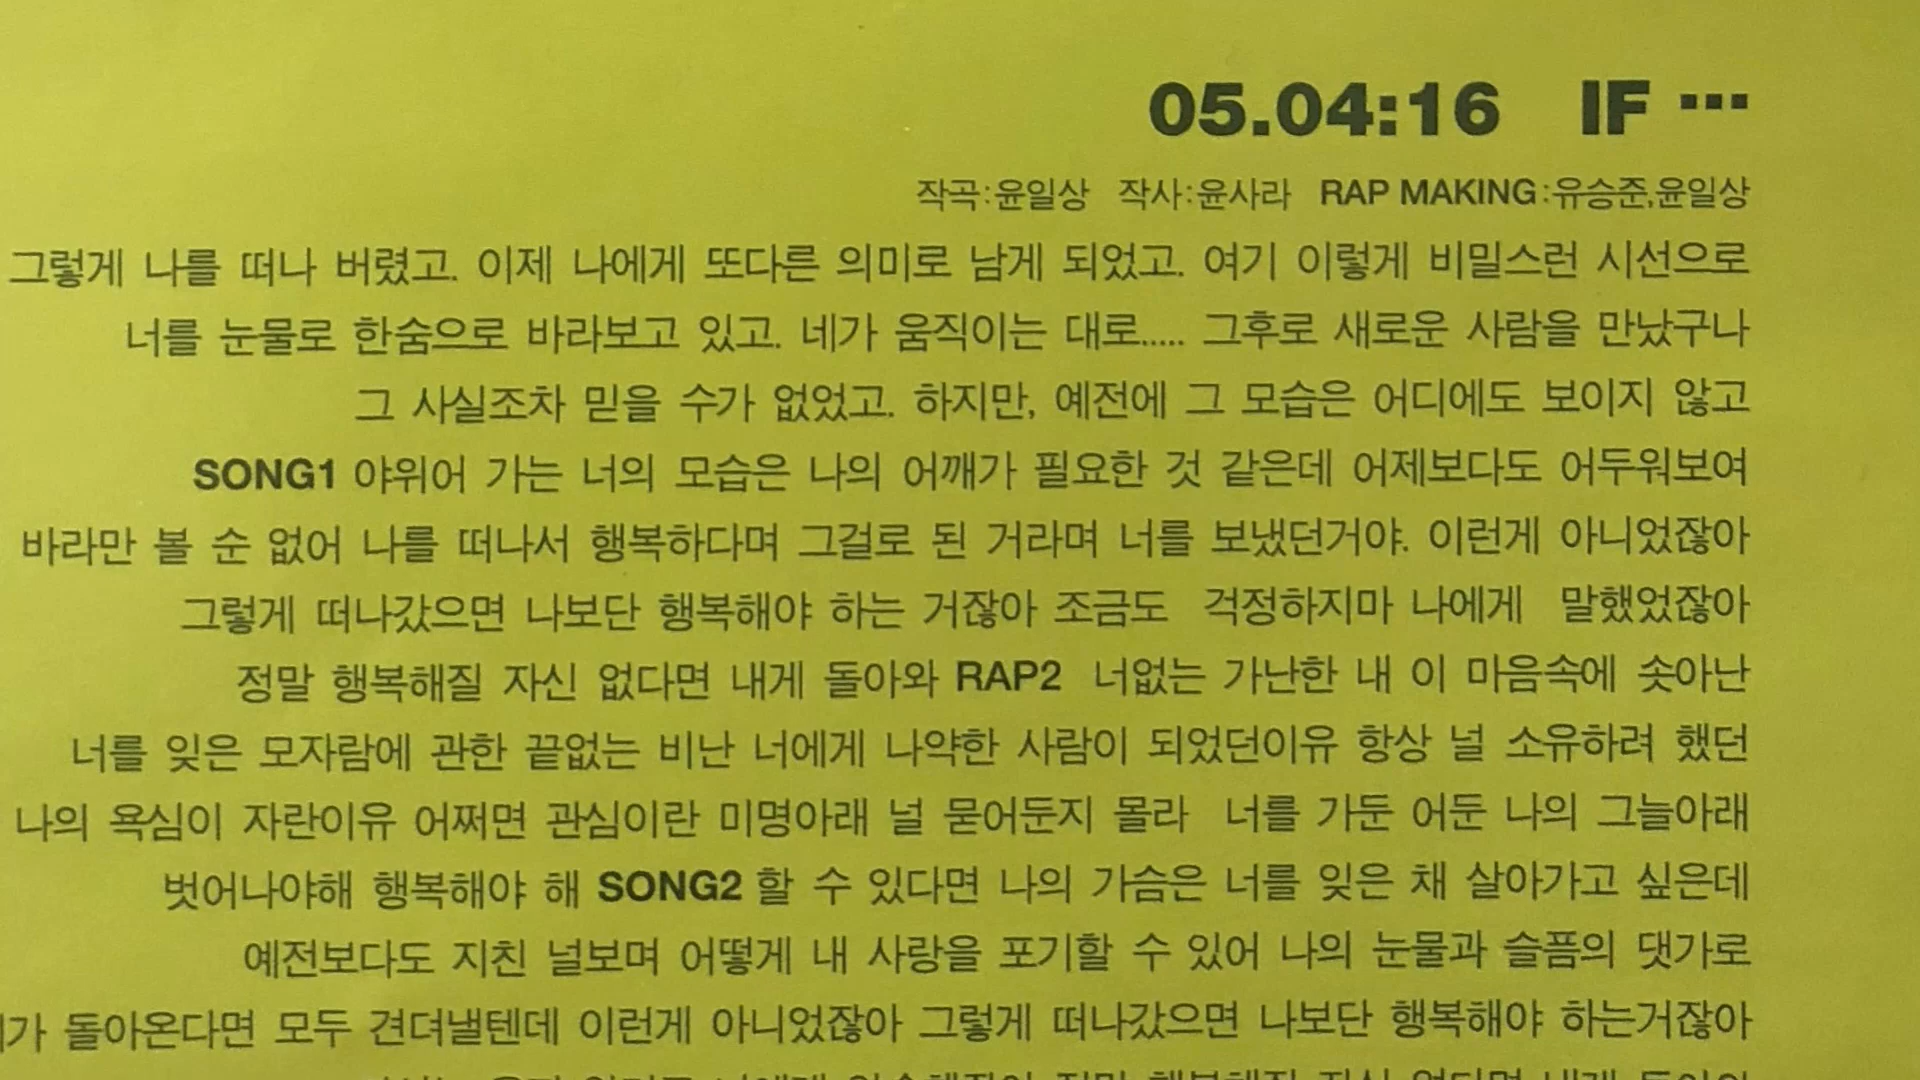 05.04:16 IF ···
작곡:윤일상 작사:윤사라 RAP MAKING:유승준,윤일상
그렇게 나를 떠나 버렸고. 이제 나에게 또다른 의미로 남게 되었고. 여기 이렇게 비밀스런 시선으로
너를 눈물로 한숨으로 바라보고 있고. 네가 움직이는 대로..... 그후로 새로운 사람을 만났구나
그 사실조차 믿을 수가 없었고. 하지만, 예전에 그 모습은 어디에도 보이지 않고
SONG1 야위어 가는 너의 모습은 나의 어깨가 필요한 것 같은데 어제보다도 어두워보여
바라만 볼 순 없어 나를 떠나서 행복하다며 그걸로 된 거라며 너를 보냈던거야. 이런게 아니었잖아
그렇게 떠나갔으면 나보단 행복해야 하는 거잖아 조금도 걱정하지마 나에게 말했었잖아
정말 행복해질 자신 없다면 내게 돌아와 RAP2 너없는 가난한 내 이 마음속에 솟아난
너를 잊은 모자람에 관한 끝없는 비난 너에게 나약한 사람이 되었던이유 항상 널 소유하려 했던
나의 욕심이 자란이유 어쩌면 관심이란 미명아래 널 묻어둔지 몰라 너를 가둔 어둔 나의 그늘아래
벗어나야해 행복해야 해 SONG2 할 수 있다면 나의 가슴은 너를 잊은 채 살아가고 싶은데
예전보다도 지친 널보며 어떻게 내 사랑을 포기할 수 있어 나의 눈물과 슬픔의 댓가로
돌아온다면 모두 견뎌낼텐데 이런게 아니었잖아 그렇게 떠나갔으면 나보단 행복해야 하는거잖아